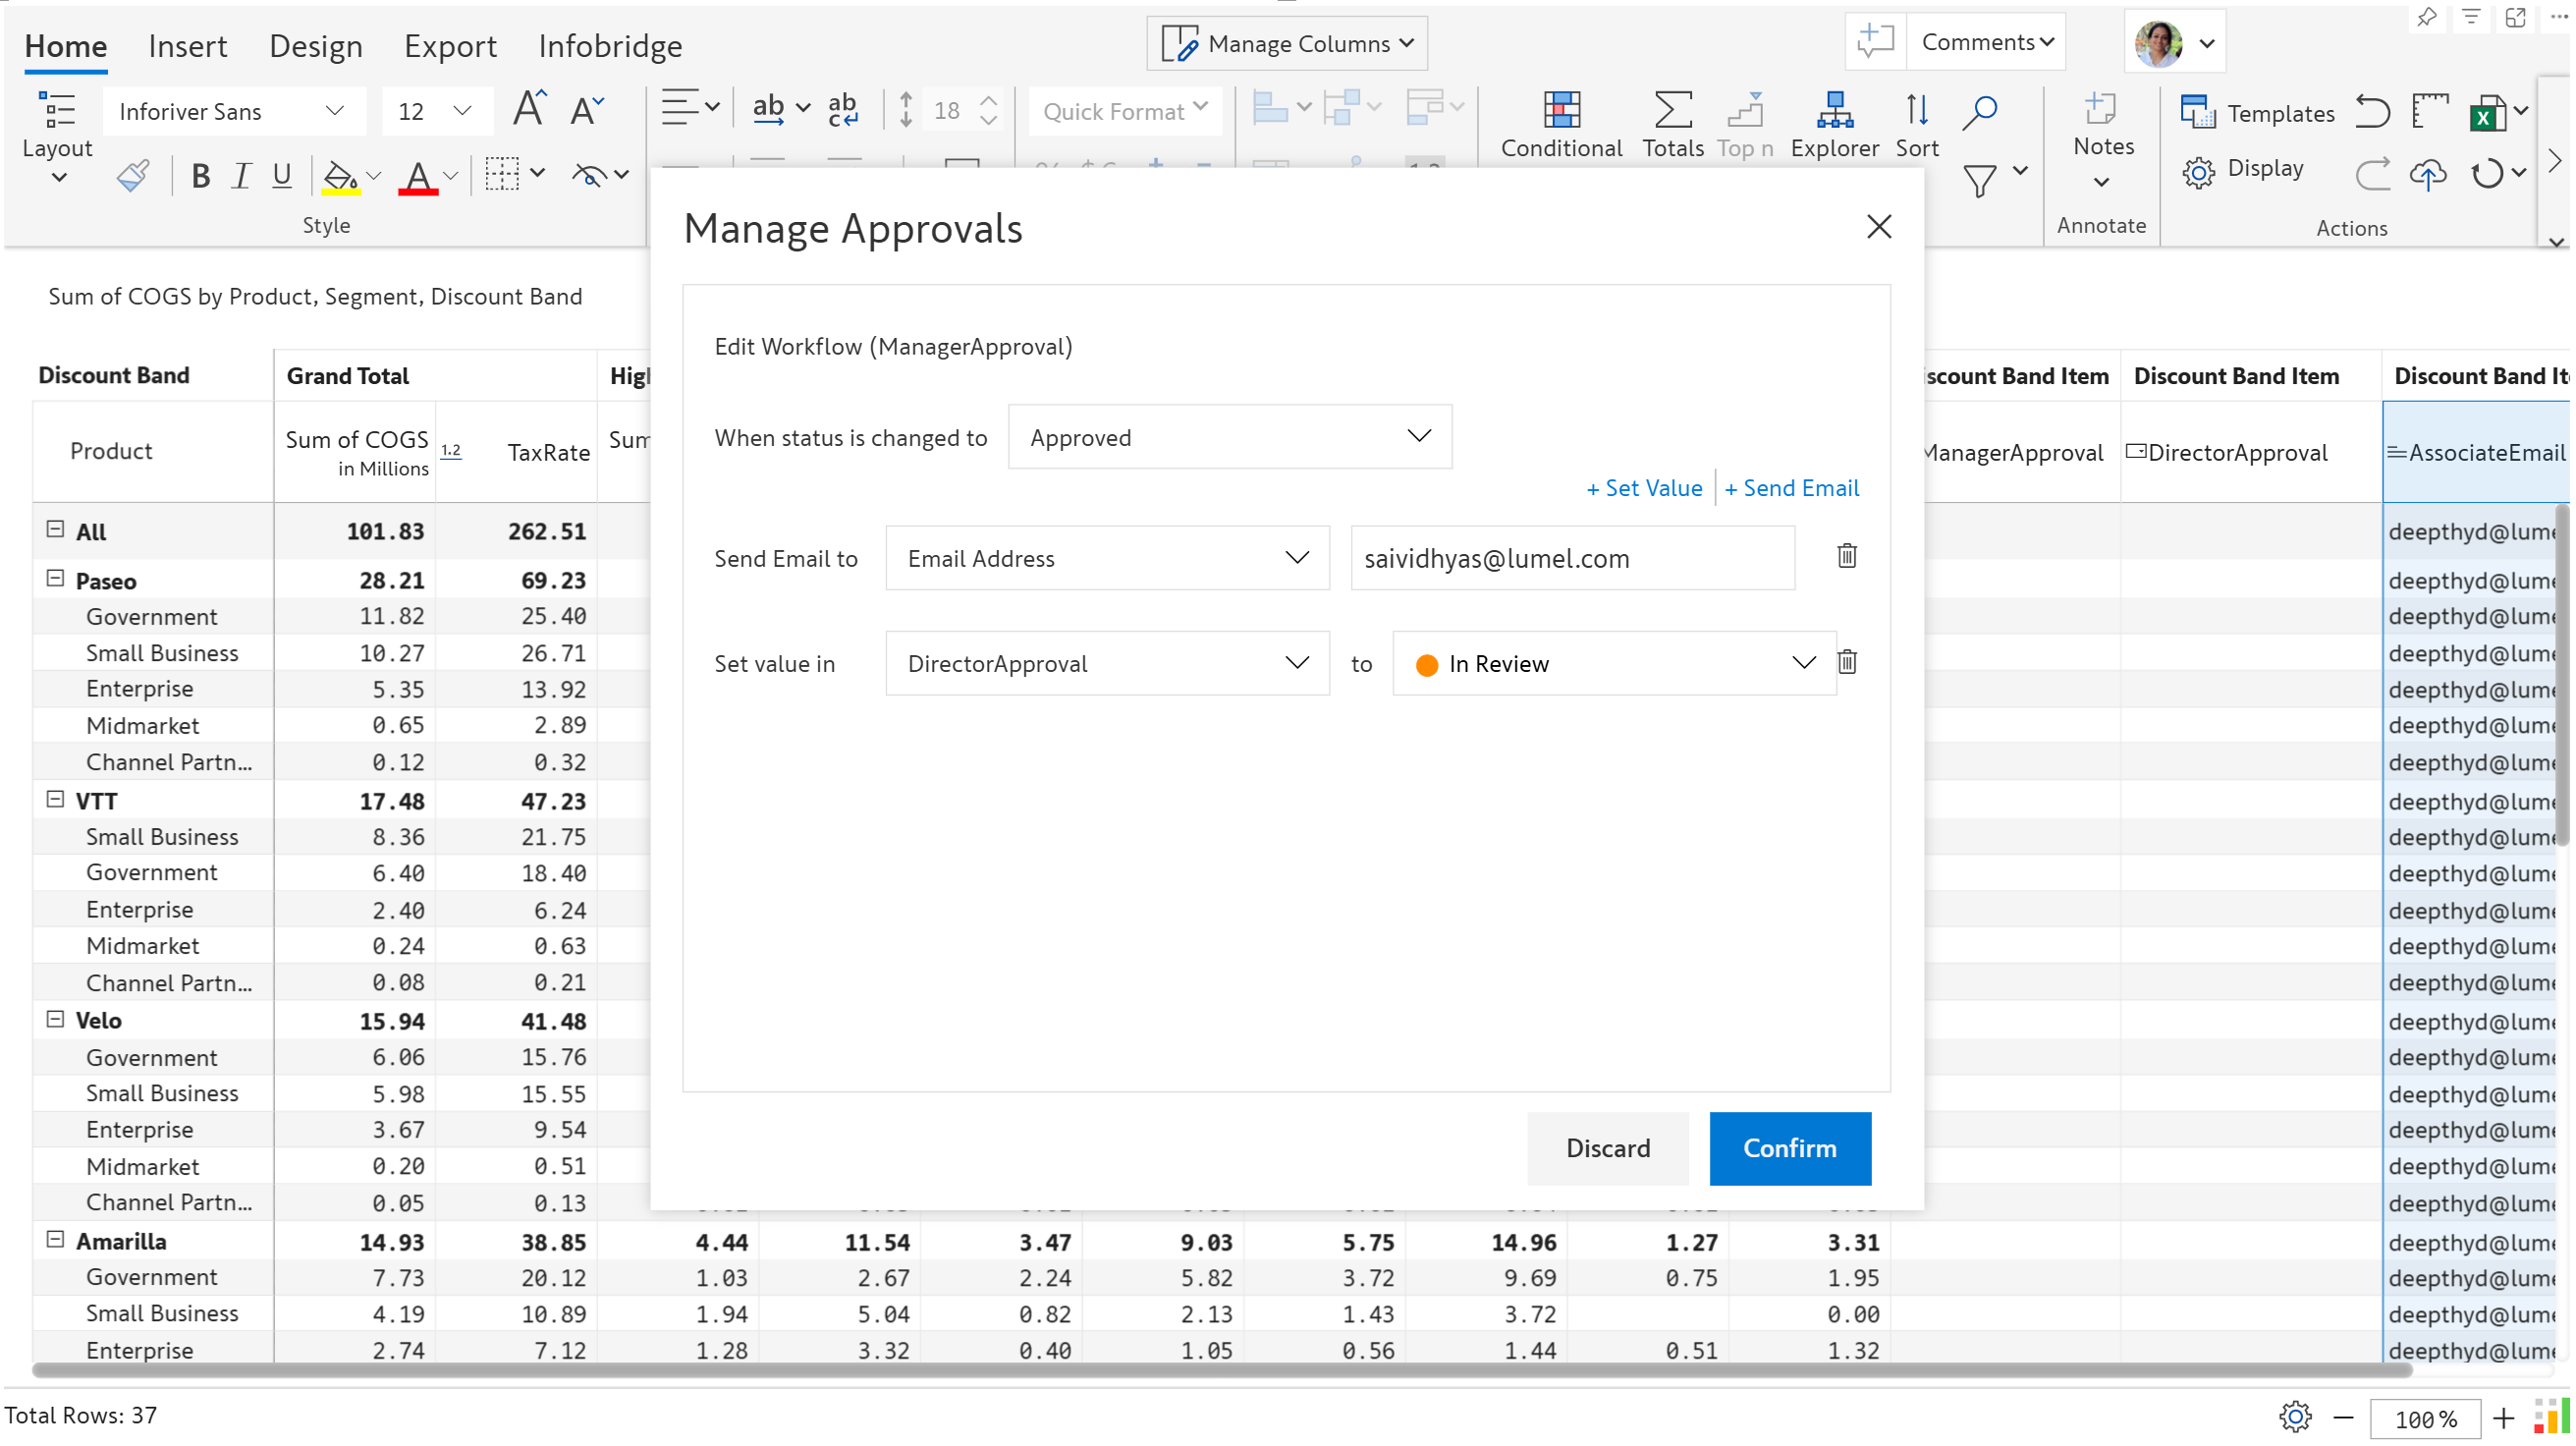 Home Insert Design Export Infobridge Manage Columns Comments
Inforiver Sans 12 ab ab 18 Quick Format Templates
c
Layout Conditional Totals Top n Explorer Sort Notes Display
B I U A
Style Annotate Actions
Manage Approvals
Sum of COGS by Product, Segment, Discount Band
Edit Workflow (ManagerApproval)
Discount Band Grand Total Discount Band Item
When status is changed to Approved
Product Sum of COGS in Millions 1.2 TaxRate ManagerApproval DirectorApproval AssociateEmail
+ Set Value + Send Email
Send Email to Email Address saividhyas@lumel.com
Set value in DirectorApproval to In Review
Discard Confirm
All 101.83 262.51
Paseo 28.21 69.23
Government 11.82 25.40
Small Business 10.27 26.71
Enterprise 5.35 13.92
Midmarket 0.65 2.89
Channel Partn... 0.12 0.32
VTT 17.48 47.23
Small Business 8.36 21.75
Government 6.40 18.40
Enterprise 2.40 6.24
Midmarket 0.24 0.63
Channel Partn... 0.08 0.21
Velo 15.94 41.48
Government 6.06 15.76
Small Business 5.98 15.55
Enterprise 3.67 9.54
Midmarket 0.20 0.51
Channel Partn... 0.05 0.13
Amarilla 14.93 38.85 4.44 11.54 3.47 9.03 5.75 14.96 1.27 3.31
Government 7.73 20.12 1.03 2.67 2.24 5.82 3.72 9.69 0.75 1.95
Small Business 4.19 10.89 1.94 5.04 0.82 2.13 1.43 3.72 0.00
Enterprise 2.74 7.12 1.28 3.32 0.40 1.05 0.56 1.44 0.51 1.32
Total Rows: 37 100 %